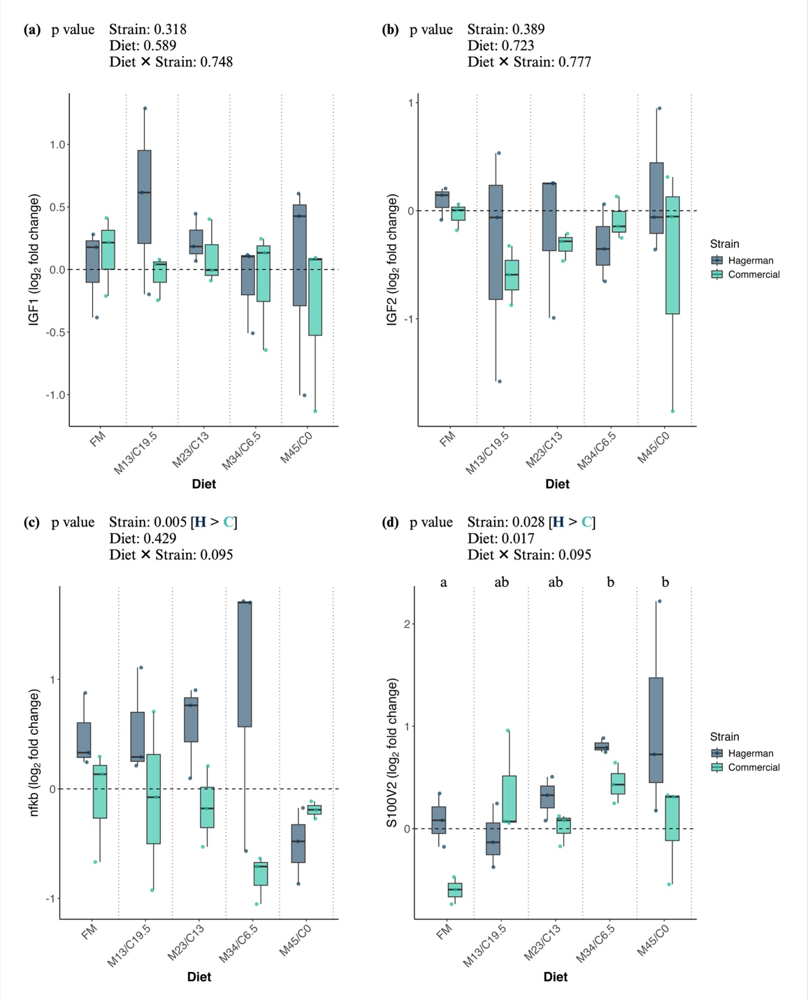 (a) p value Strain: 0.318
Diet: 0.589
Diet ✕ Strain: 0.748
(b) p value Strain: 0.389
Diet: 0.723
Diet ✕ Strain: 0.777
IGF1 (log2 fold change)
1.0
0.5
0.0
-0.5
-1.0
FM
M13/C19.5
M23/C13
M34/C6.5
M45/C0
Diet
IGF2 (log2 fold change)
1
0
-1
FM
M13/C19.5
M23/C13
M34/C6.5
M45/C0
Diet
Strain
Hagerman
Commercial
(c) p value Strain: 0.005 [H > C]
Diet: 0.429
Diet ✕ Strain: 0.095
(d) p value Strain: 0.028 [H > C]
Diet: 0.017
Diet ✕ Strain: 0.095
nfkb (log2 fold change)
1
0
-1
FM
M13/C19.5
M23/C13
M34/C6.5
M45/C0
Diet
a ab ab b b
S100V2 (log2 fold change)
2
1
0
FM
M13/C19.5
M23/C13
M34/C6.5
M45/C0
Diet
Strain
Hagerman
Commercial